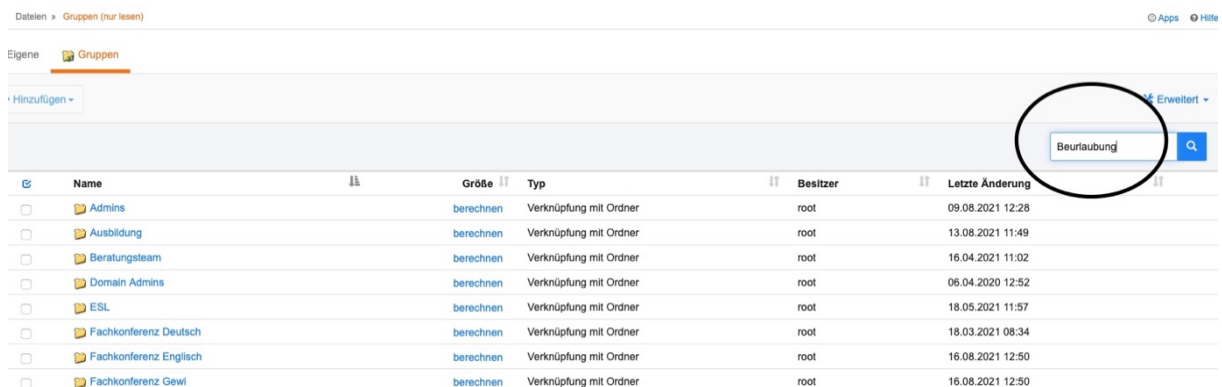 Dateien » Gruppen (nur lesen) Apps Hilfe
Eigene Gruppen
Hinzufügen Erweitert
Beurlaubung
Name Größe Typ Besitzer Letzte Änderung
Admins berechnen Verknüpfung mit Ordner root 09.08.2021 12:28
Ausbildung berechnen Verknüpfung mit Ordner root 13.08.2021 11:49
Beratungsteam berechnen Verknüpfung mit Ordner root 16.04.2021 11:02
Domain Admins berechnen Verknüpfung mit Ordner root 06.04.2020 12:52
ESL berechnen Verknüpfung mit Ordner root 18.05.2021 11:57
Fachkonferenz Deutsch berechnen Verknüpfung mit Ordner root 18.03.2021 08:34
Fachkonferenz Englisch berechnen Verknüpfung mit Ordner root 16.08.2021 12:50
Fachkonferenz Gewi berechnen Verknüpfung mit Ordner root 16.08.2021 12:50